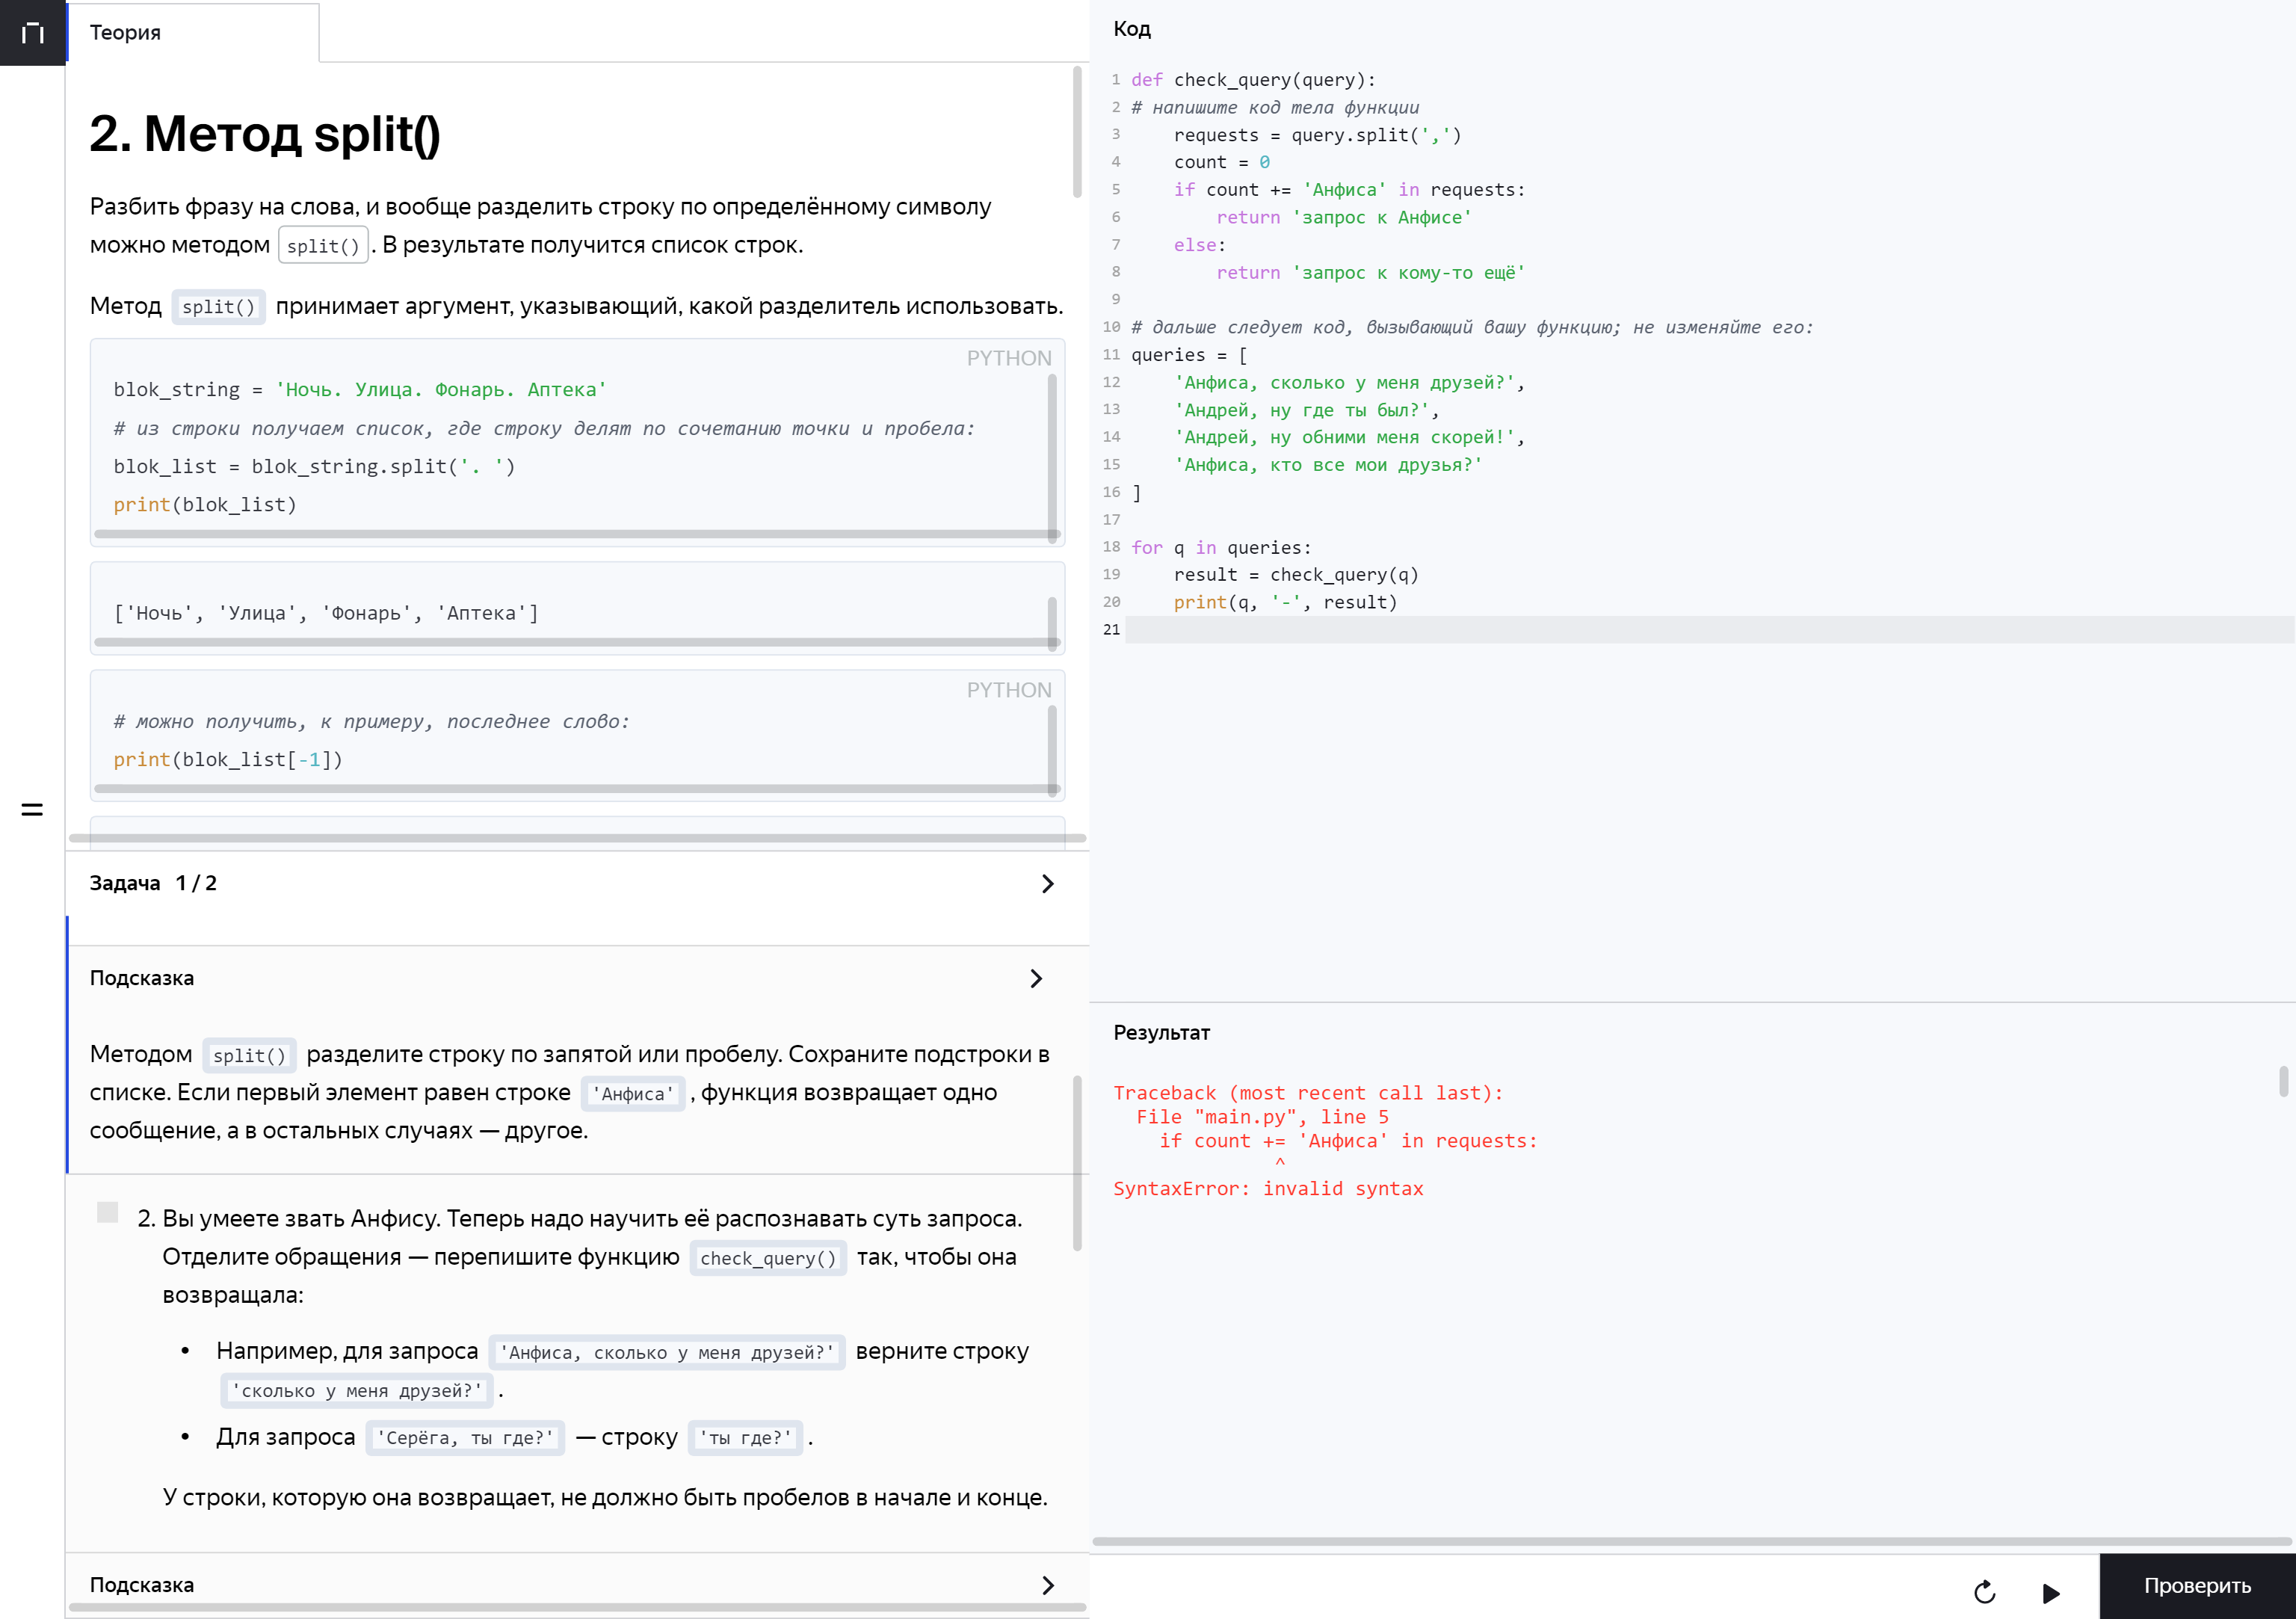 Теория
2. Метод split()
Разбить фразу на слова, и вообще разделить строку по определённому символу
можно методом split(). В результате получится список строк.
Метод split() принимает аргумент, указывающий, какой разделитель использовать.
PYTHON
blok_string = 'Ночь. Улица. Фонарь. Аптека'
# из строки получаем список, где строку делят по сочетанию точки и пробела:
blok_list = blok_string.split('. ')
print(blok_list)
['Ночь', 'Улица', 'Фонарь', 'Аптека']
PYTHON
# можно получить, к примеру, последнее слово:
print(blok_list[-1])
Задача 1 / 2
Подсказка
Методом split() разделите строку по запятой или пробелу. Сохраните подстроки в
списке. Если первый элемент равен строке 'Анфиса', функция возвращает одно
сообщение, а в остальных случаях — другое.
2. Вы умеете звать Анфису. Теперь надо научить её распознавать суть запроса.
Отделите обращения — перепишите функцию check_query() так, чтобы она
возвращала:
• Например, для запроса 'Анфиса, сколько у меня друзей?' верните строку
'сколько у меня друзей?'.
• Для запроса 'Серёга, ты где?' — строку 'ты где?'.
У строки, которую она возвращает, не должно быть пробелов в начале и конце.
Подсказка
Код
1 def check_query(query):
2 # напишите код тела функции
3     requests = query.split(',')
4     count = 0
5     if count += 'Анфиса' in requests:
6         return 'запрос к Анфисе'
7     else:
8         return 'запрос к кому-то ещё'
9
10 # дальше следует код, вызывающий вашу функцию; не изменяйте его:
11 queries = [
12     'Анфиса, сколько у меня друзей?',
13     'Андрей, ну где ты был?',
14     'Андрей, ну обними меня скорей!',
15     'Анфиса, кто все мои друзья?'
16 ]
17
18 for q in queries:
19     result = check_query(q)
20     print(q, '-', result)
21
Результат
Traceback (most recent call last):
  File "main.py", line 5
    if count += 'Анфиса' in requests:
              ^
SyntaxError: invalid syntax
Проверить